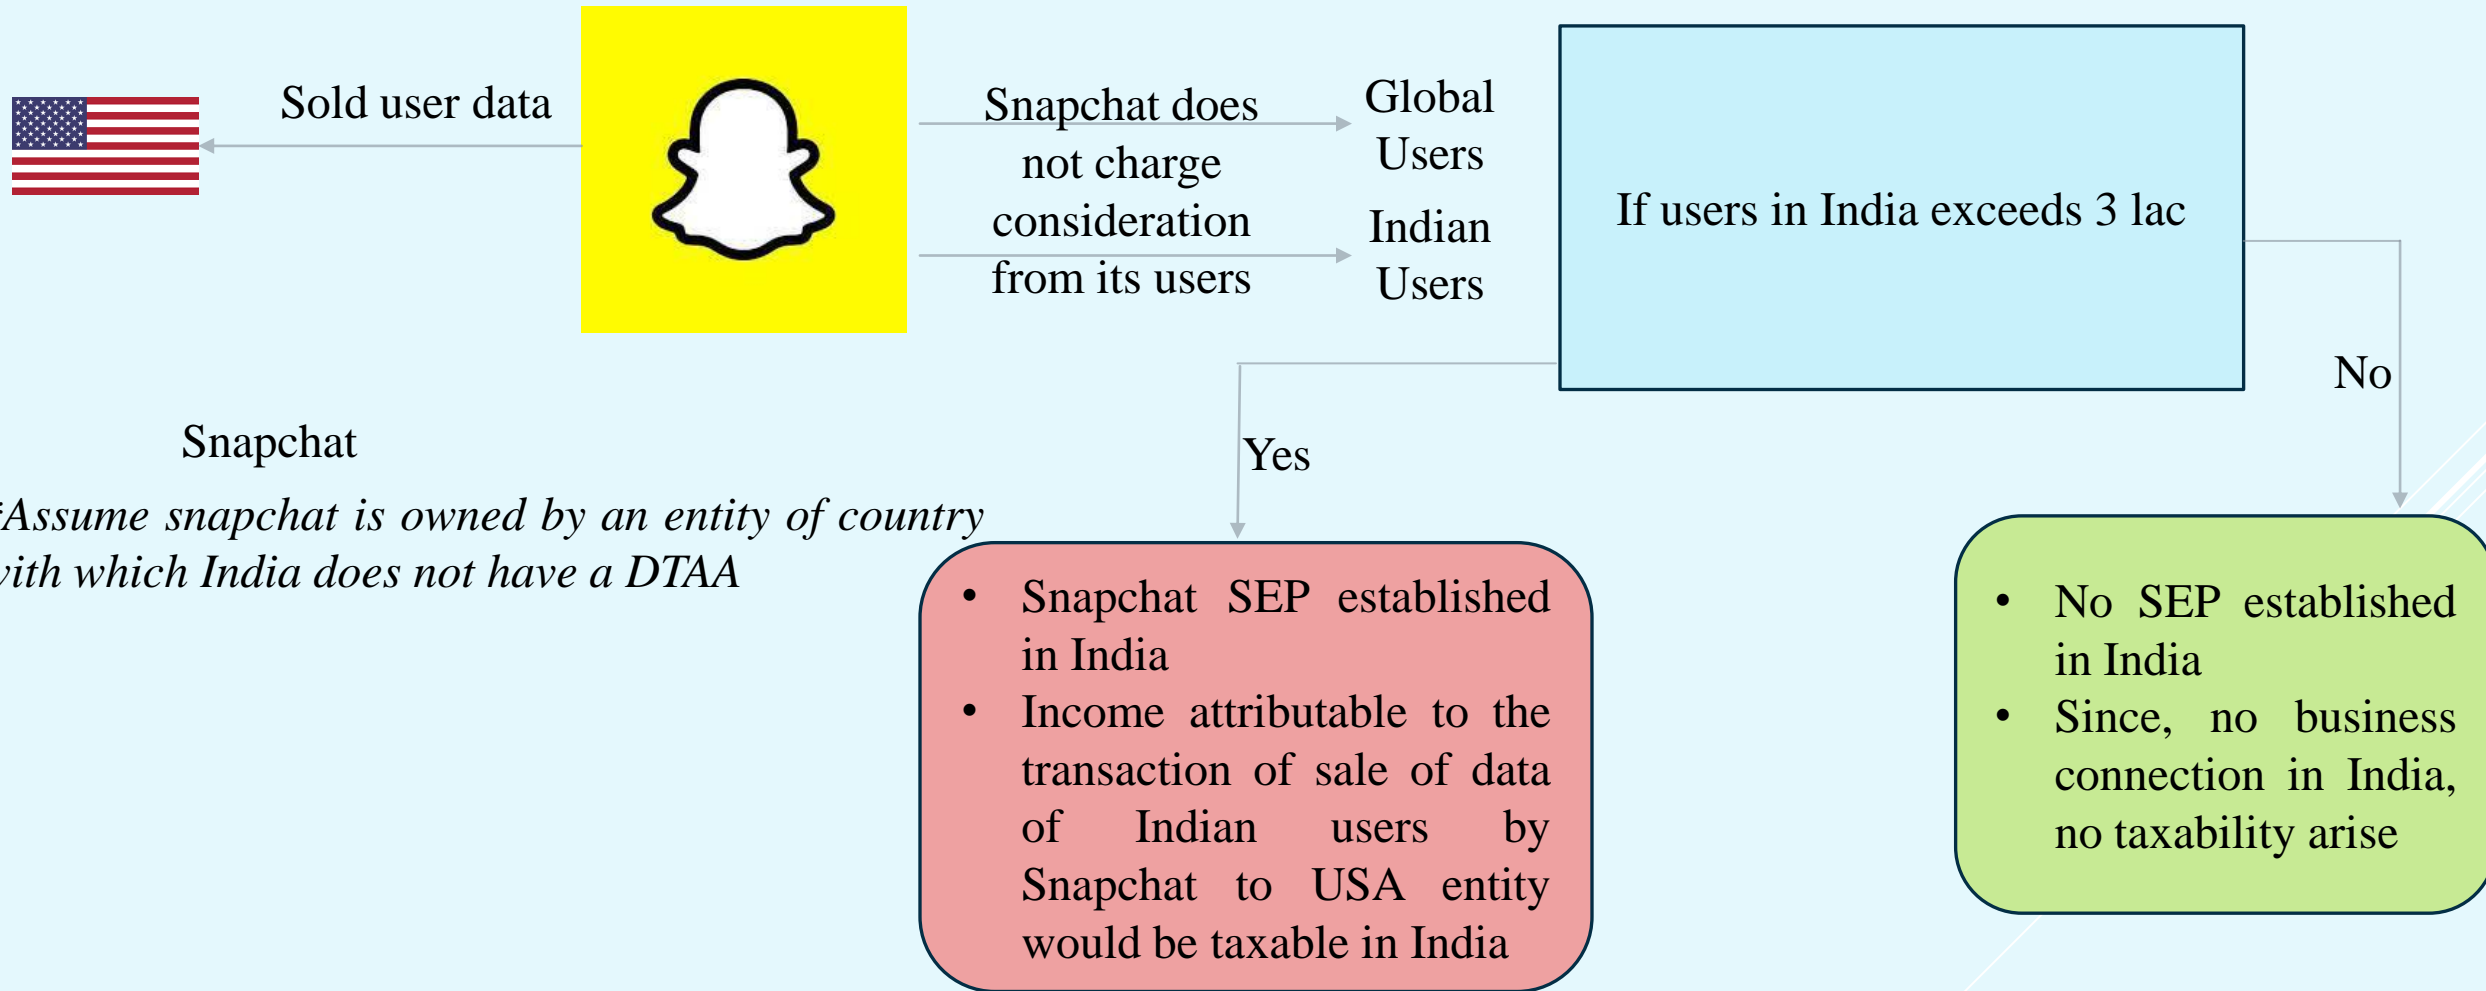 Sold user data
Snapchat does
not charge
consideration
from its users
Global
Users
Indian
Users
If users in India exceeds 3 lac
No
Yes
Snapchat
*Assume snapchat is owned by an entity of country
with which India does not have a DTAA
• Snapchat SEP established
in India
• Income attributable to the
transaction of sale of data
of Indian users by
Snapchat to USA entity
would be taxable in India
• No SEP established
in India
• Since, no business
connection in India,
no taxability arise